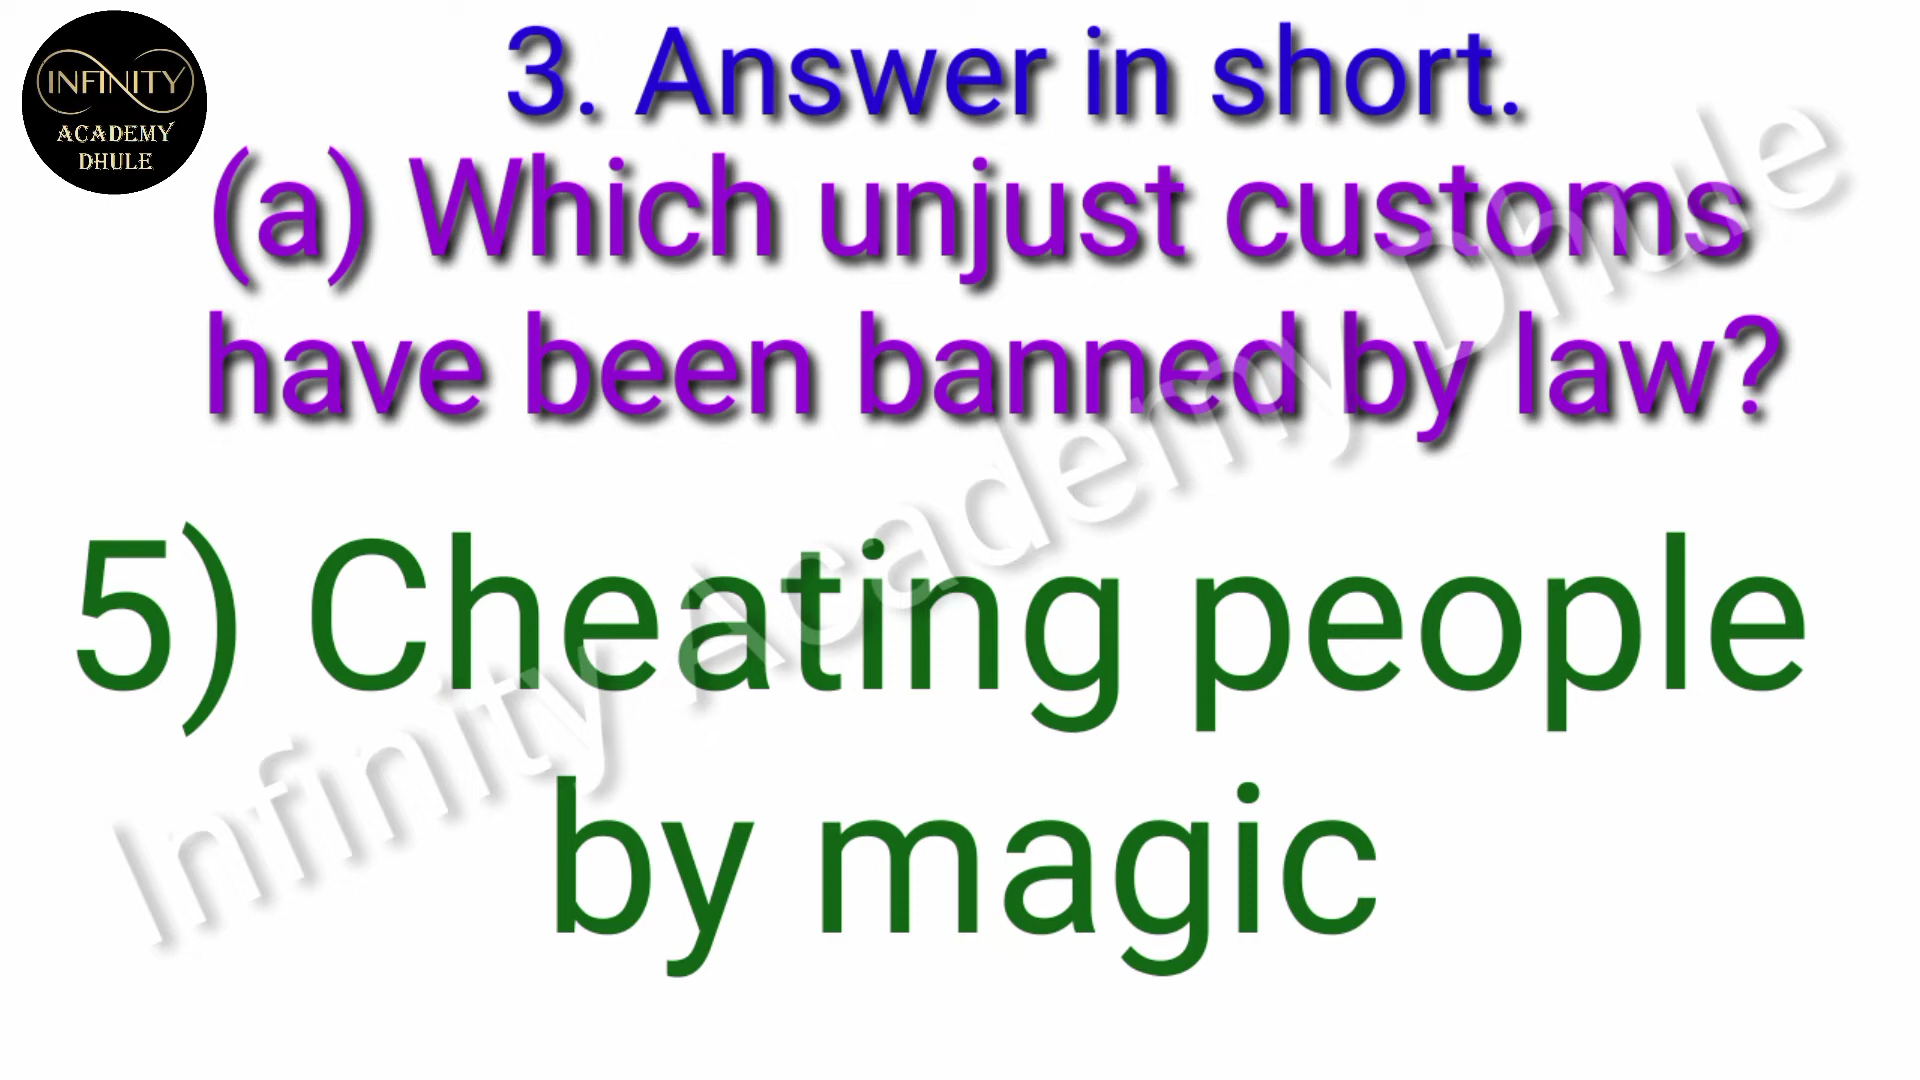 INFINITY
ACADEMY
DHULE
3. Answer in short.
(a) Which unjust customs
have been banned by law?
5) Cheating people
by magic
Infinity Academy Dhule